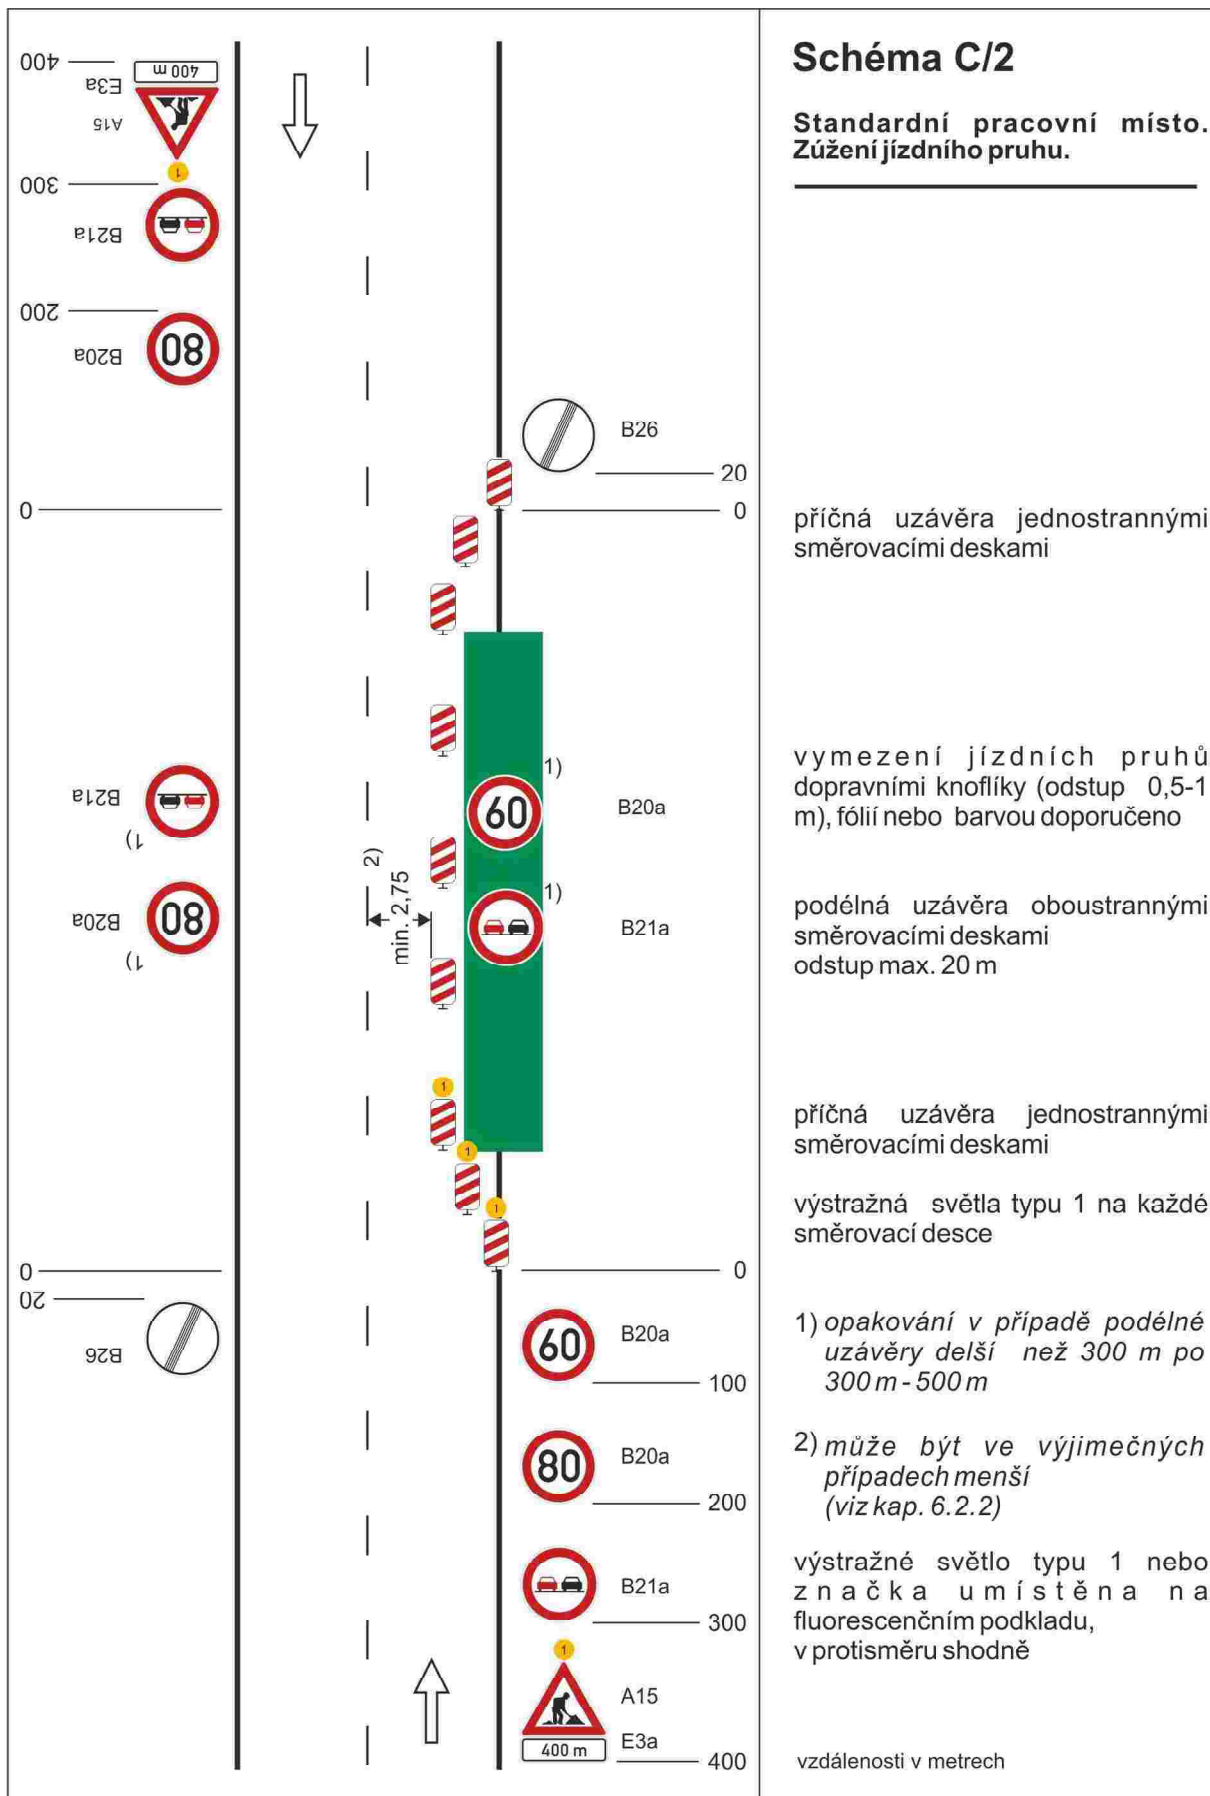 400
400 m
E3a
A15
1
300
B21a
200
B20a
80
0
B21a
1)
B20a
80
1)
0
20
B26
B26
20
0
1)
60
B20a
2)
min. 2,75
1)
B21a
1
1
1
0
60
B20a
100
80
B20a
200
B21a
300
1
A15
400 m
E3a
400
Schéma C/2
Standardní pracovní místo.
Zúžení jízdního pruhu.
příčná uzávěra jednostrannými
směrovacími deskami
vymezení jízdních pruhů
dopravními knoflíky (odstup 0,5-1
m), fólií nebo barvou doporučeno
podélná uzávěra oboustrannými
směrovacími deskami
odstup max. 20 m
příčná uzávěra jednostrannými
směrovacími deskami
výstražná světla typu 1 na každé
směrovací desce
1) opakování v případě podélné
uzávěry delší než 300 m po
300 m - 500 m
2) může být ve výjimečných
případech menší
(viz kap. 6.2.2)
výstražné světlo typu 1 nebo
značka umístěna na
fluorescenčním podkladu,
v protisměru shodně
vzdálenosti v metrech